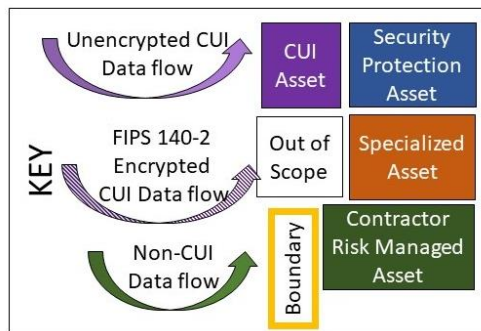 KEY
Unencrypted CUI
Data flow
CUI
Asset
Security
Protection
Asset
FIPS 140-2
Encrypted
CUI Data flow
Out of
Scope
Specialized
Asset
Non-CUI
Data flow
Boundary
Contractor
Risk Managed
Asset